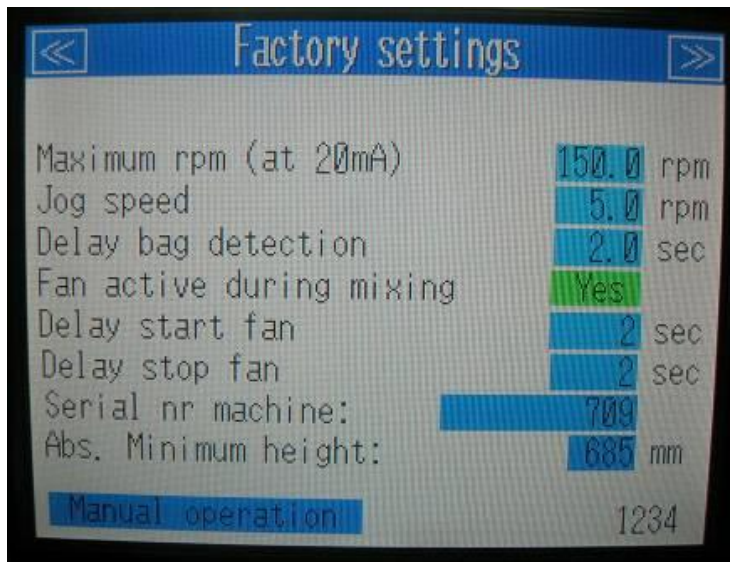 ≪ Factory settings ≫
Maximum rpm (at 20mA) 150.0 rpm
Jog speed 5.0 rpm
Delay bag detection 2.0 sec
Fan active during mixing Yes
Delay start fan 2 sec
Delay stop fan 2 sec
Serial nr machine: 709
Abs. Minimum height: 685 mm
Manual operation 1234